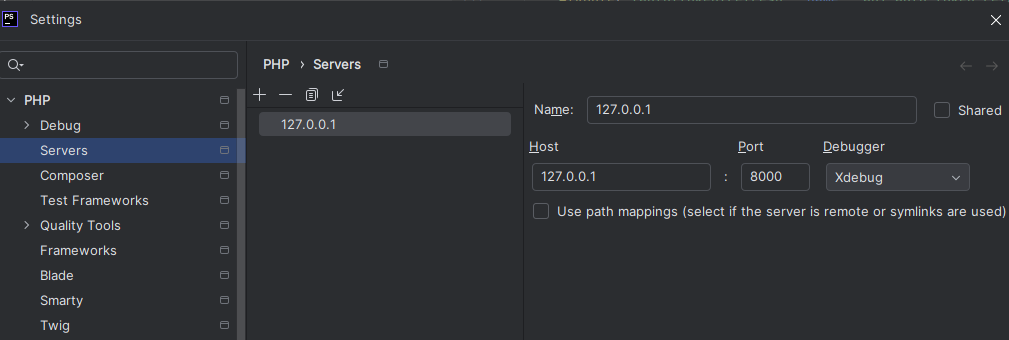 PS Settings
PHP › Servers
PHP
Debug
Servers
Composer
Test Frameworks
Quality Tools
Frameworks
Blade
Smarty
Twig
127.0.0.1
Name: 127.0.0.1 Shared
Host Port Debugger
127.0.0.1 : 8000 Xdebug
Use path mappings (select if the server is remote or symlinks are used)